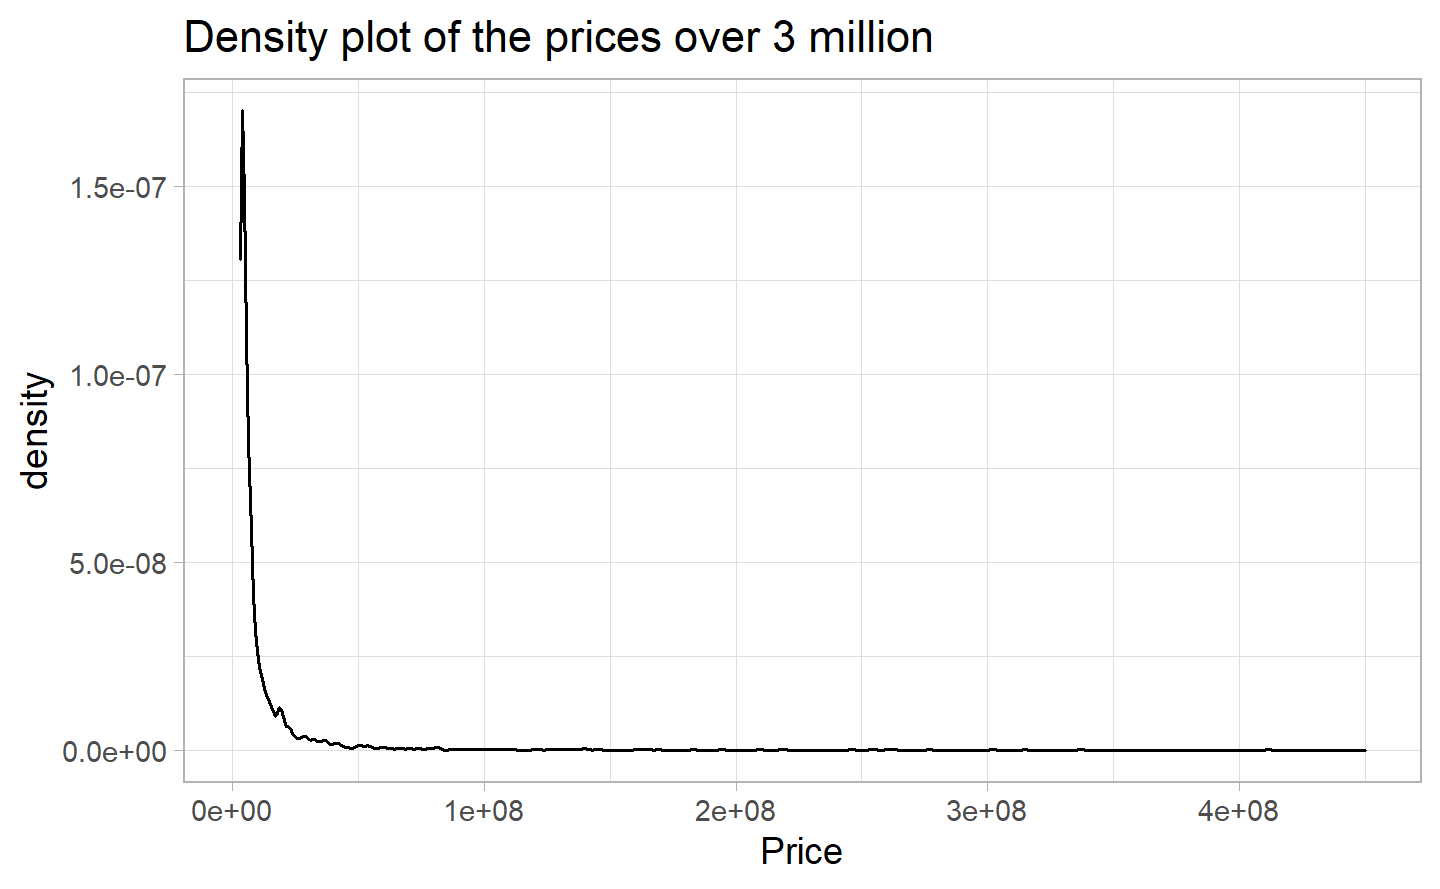 Density plot of the prices over 3 million
density
1.5e-07
1.0e-07
5.0e-08
0.0e+00
0e+00 1e+08 2e+08 3e+08 4e+08
Price